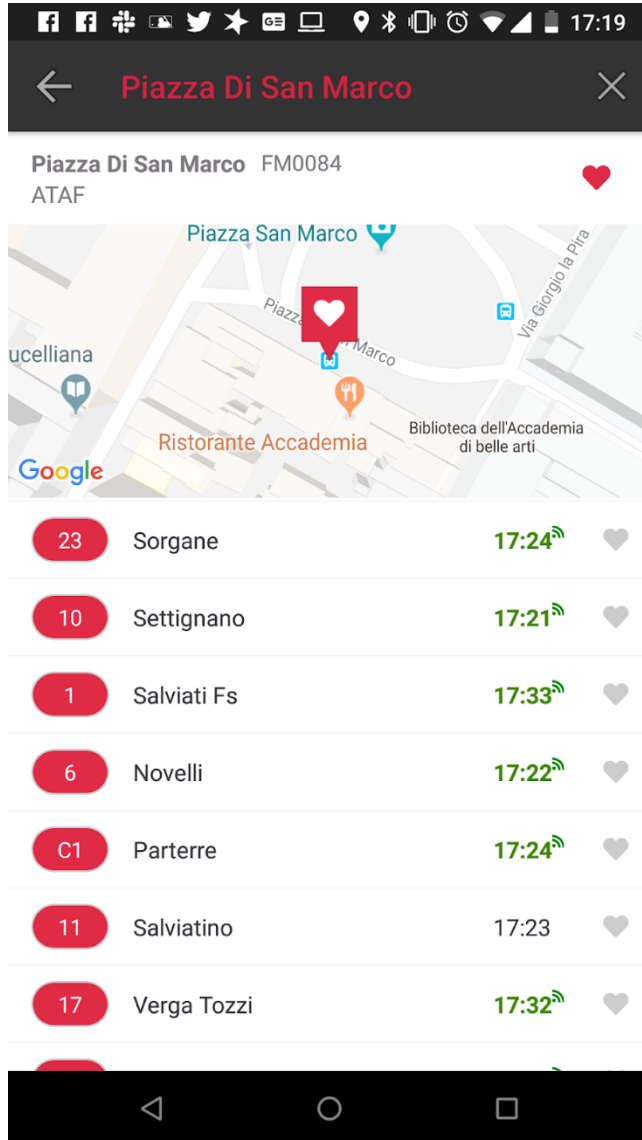 17:19
Piazza Di San Marco
Piazza Di San Marco FM0084
ATAF
Piazza San Marco
Via Giorgio la Pira
Piazza San Marco
ucelliana
Ristorante Accademia
Biblioteca dell'Accademia
di belle arti
Google
23 Sorgane 17:24
10 Settignano 17:21
1 Salviati Fs 17:33
6 Novelli 17:22
C1 Parterre 17:24
11 Salviatino 17:23
17 Verga Tozzi 17:32